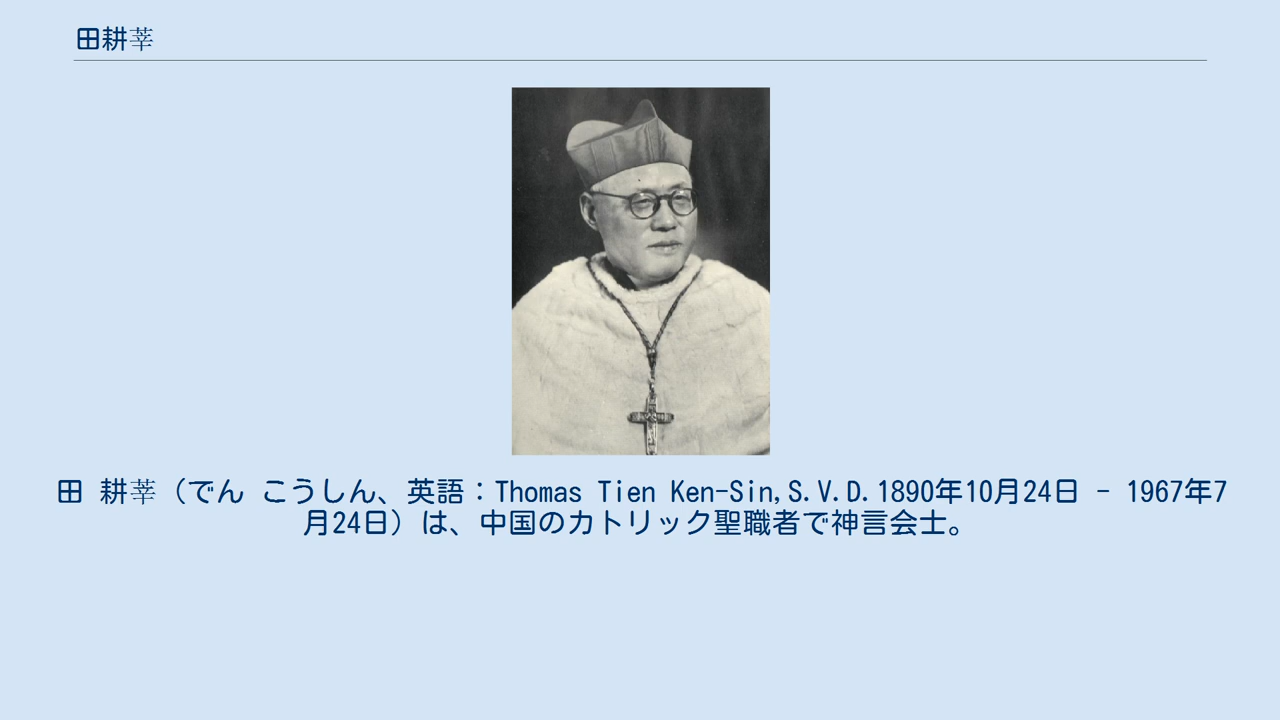 田耕莘
田 耕莘（でん こうしん、英語：Thomas Tien Ken-Sin,S.V.D.1890年10月24日 - 1967年7
月24日）は、中国のカトリック聖職者で神言会士。